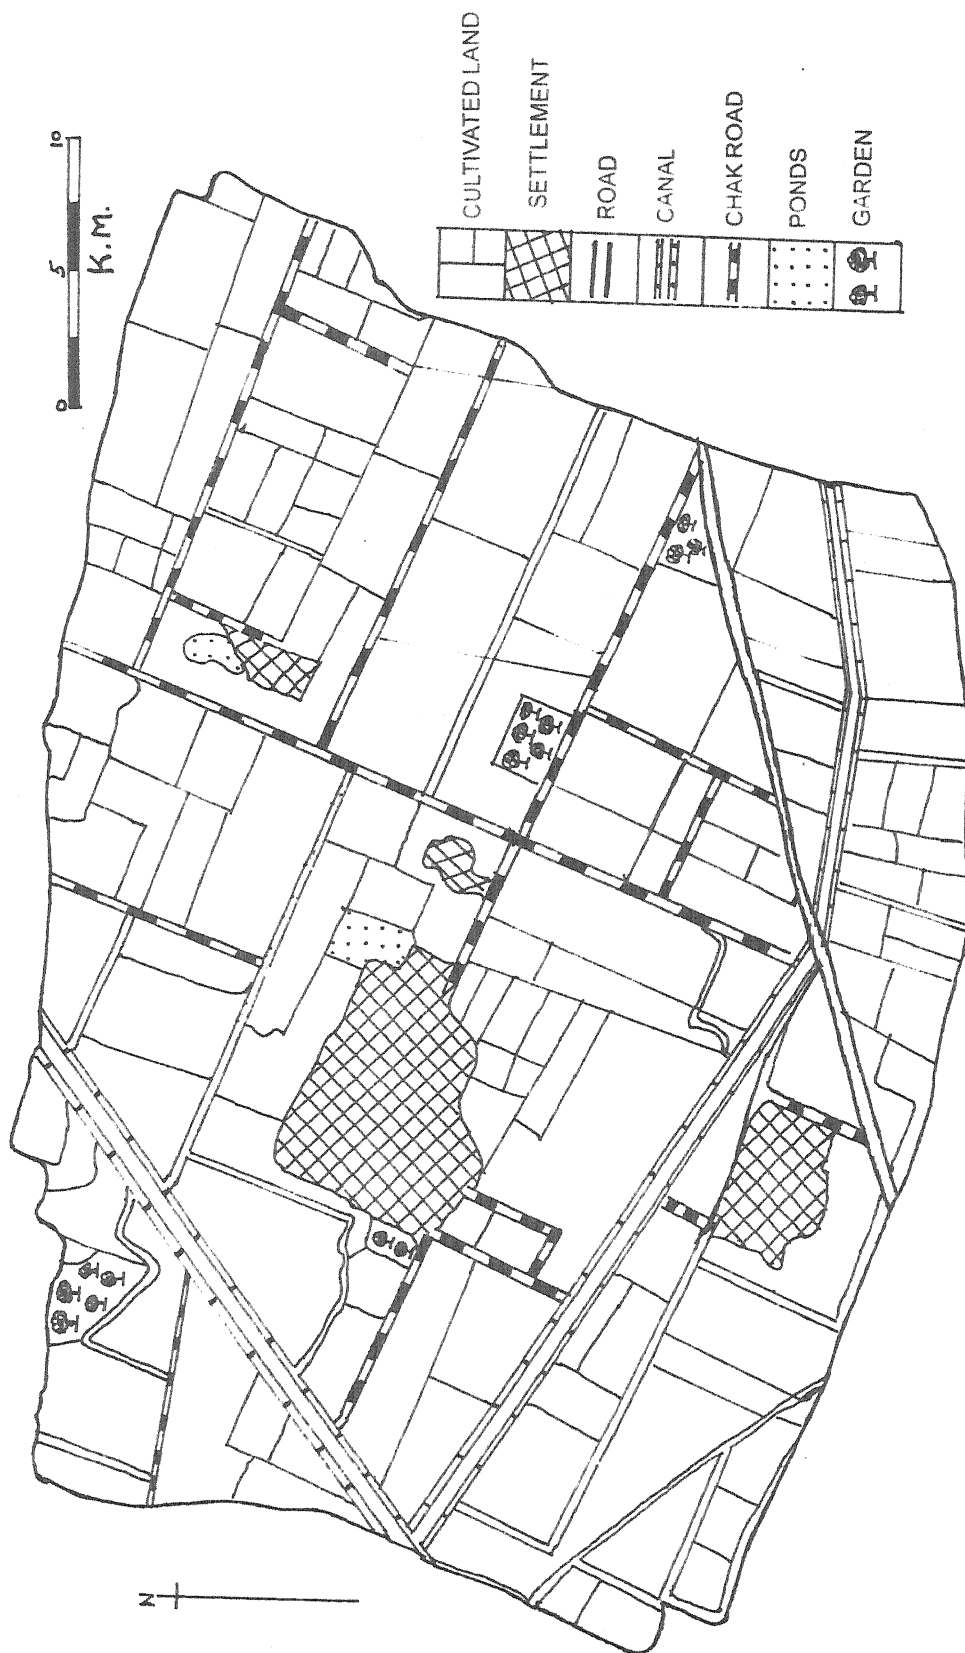 0 5 10
K.M.
CULTIVATED LAND
SETTLEMENT
ROAD
CANAL
CHAK ROAD
PONDS
GARDEN
N